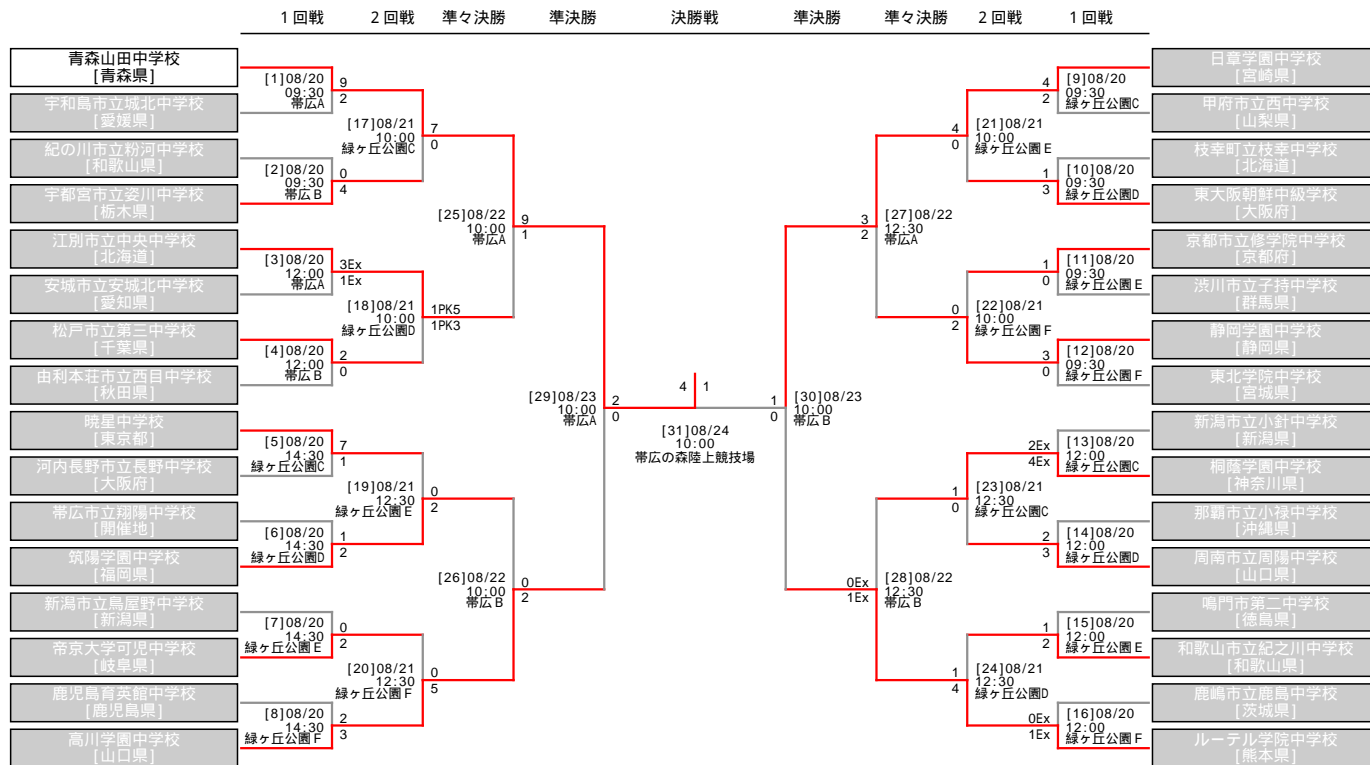 1回戦 2回戦 準々決勝 準決勝 決勝戦 準決勝 準々決勝 2回戦 1回戦
青森山田中学校
[青森県]
宇和島市立城北中学校
[愛媛県]
紀の川市立粉河中学校
[和歌山県]
宇都宮市立姿川中学校
[栃木県]
江別市立中央中学校
[北海道]
安城市立安城北中学校
[愛知県]
松戸市立第三中学校
[千葉県]
由利本荘市立西目中学校
[秋田県]
暁星中学校
[東京都]
河内長野市立長野中学校
[大阪府]
帯広市立翔陽中学校
[開催地]
筑陽学園中学校
[福岡県]
新潟市立鳥屋野中学校
[新潟県]
帝京大学可児中学校
[岐阜県]
鹿児島育英館中学校
[鹿児島県]
高川学園中学校
[山口県]
[1]08/20
09:30
帯広A
9
2
[2]08/20
09:30
帯広B
0
4
[3]08/20
12:00
帯広A
3Ex
1Ex
[4]08/20
12:00
帯広B
2
0
[5]08/20
14:30
緑ヶ丘公園C
7
1
[6]08/20
14:30
緑ヶ丘公園D
1
2
[7]08/20
14:30
緑ヶ丘公園E
0
2
[8]08/20
14:30
緑ヶ丘公園F
2
3
[17]08/21
10:00
緑ヶ丘公園C
7
0
[18]08/21
10:00
緑ヶ丘公園D
1PK5
1PK3
[19]08/21
12:30
緑ヶ丘公園E
0
2
[20]08/21
12:30
緑ヶ丘公園F
0
5
[25]08/22
10:00
帯広A
9
1
[26]08/22
10:00
帯広B
0
2
[29]08/23
10:00
帯広A
2
0
4 1
[31]08/24
10:00
帯広の森陸上競技場
1
0
[30]08/23
10:00
帯広B
3
2
[27]08/22
12:30
帯広A
0Ex
1Ex
[28]08/22
12:30
帯広B
4
0
[21]08/21
10:00
緑ヶ丘公園E
0
2
[22]08/21
10:00
緑ヶ丘公園F
1
0
[23]08/21
12:30
緑ヶ丘公園C
1
4
[24]08/21
12:30
緑ヶ丘公園D
4
2
[9]08/20
09:30
緑ヶ丘公園C
1
3
[10]08/20
09:30
緑ヶ丘公園D
1
0
[11]08/20
09:30
緑ヶ丘公園E
3
0
[12]08/20
09:30
緑ヶ丘公園F
2Ex
4Ex
[13]08/20
12:00
緑ヶ丘公園C
2
3
[14]08/20
12:00
緑ヶ丘公園D
1
2
[15]08/20
12:00
緑ヶ丘公園E
0Ex
1Ex
[16]08/20
12:00
緑ヶ丘公園F
日章学園中学校
[宮崎県]
甲府市立西中学校
[山梨県]
枝幸町立枝幸中学校
[北海道]
東大阪朝鮮中級学校
[大阪府]
京都市立修学院中学校
[京都府]
渋川市立子持中学校
[群馬県]
静岡学園中学校
[静岡県]
東北学院中学校
[宮城県]
新潟市立小針中学校
[新潟県]
桐蔭学園中学校
[神奈川県]
那覇市立小禄中学校
[沖縄県]
周南市立周陽中学校
[山口県]
鳴門市第二中学校
[徳島県]
和歌山市立紀之川中学校
[和歌山県]
鹿嶋市立鹿島中学校
[茨城県]
ルーテル学院中学校
[熊本県]